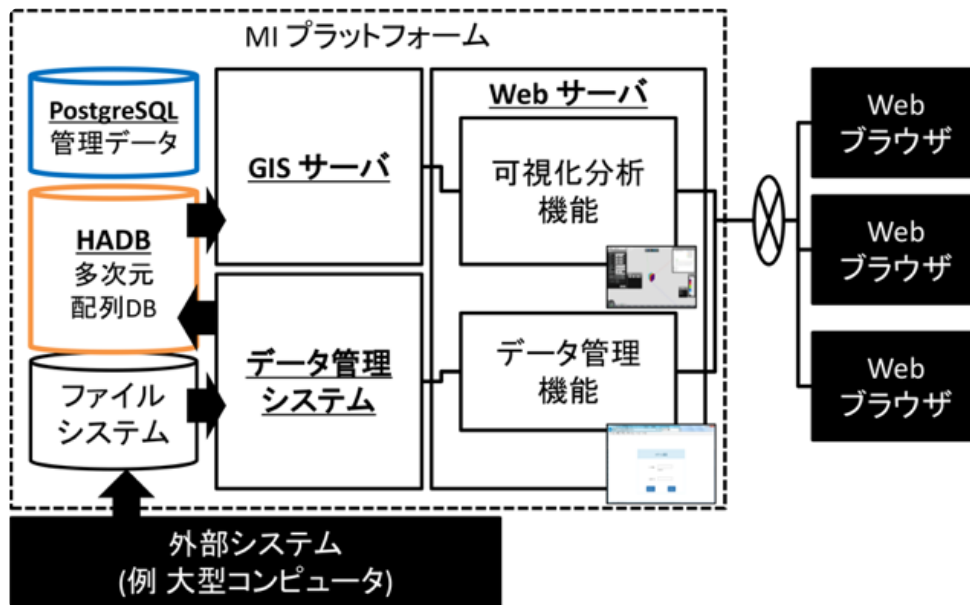 MI プラットフォーム
PostgreSQL
管理データ
HADB
多次元
配列DB
ファイル
システム
GIS サーバ
データ管理
システム
Web サーバ
可視化分析
機能
データ管理
機能
Web
ブラウザ
Web
ブラウザ
Web
ブラウザ
外部システム
(例 大型コンピュータ)